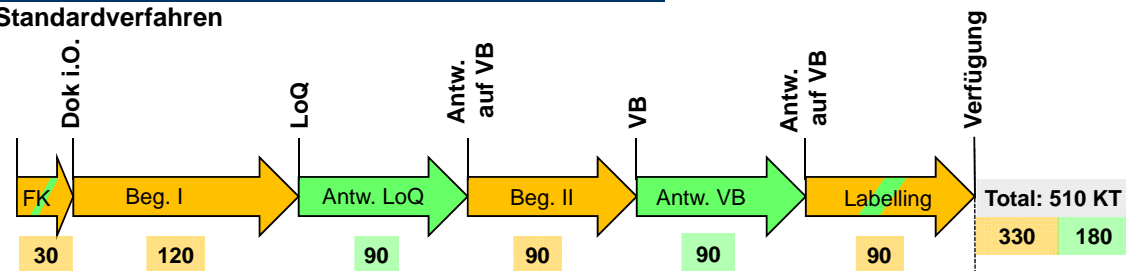 Standardverfahren
Dok i.O.
LoQ
Antw.
auf VB
VB
Antw.
auf VB
Verfügung
FK
Beg. I
Antw. LoQ
Beg. II
Antw. VB
Labelling
Total: 510 KT
330
180
30
120
90
90
90
90